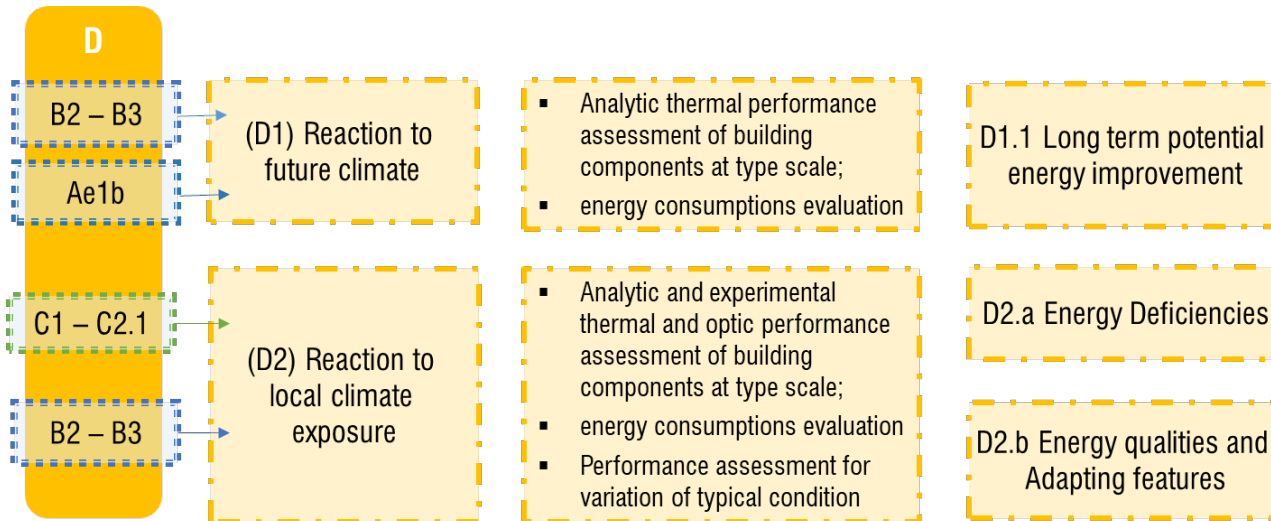 D
B2 – B3
Ae1b
(D1) Reaction to
future climate
▪ Analytic thermal performance
assessment of building
components at type scale;
▪ energy consumptions evaluation
D1.1 Long term potential
energy improvement
C1 – C2.1
B2 – B3
(D2) Reaction to
local climate
exposure
▪ Analytic and experimental
thermal and optic performance
assessment of building
components at type scale;
▪ energy consumptions evaluation
▪ Performance assessment for
variation of typical condition
D2.a Energy Deficiencies
D2.b Energy qualities and
Adapting features